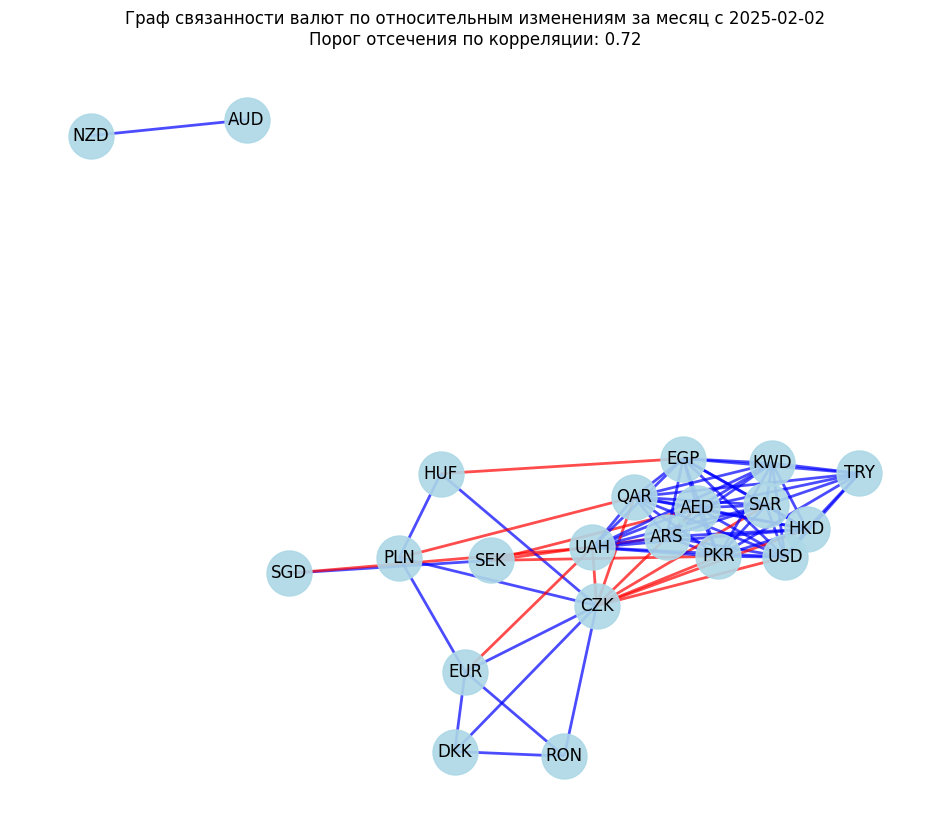 Граф связанности валют по относительным изменениям за месяц с 2025-02-02
Порог отсечения по корреляции: 0.72
AUD
NZD
EGP
KWD
TRY
HUF
QAR
SAR
AED
HKD
ARS
UAH
PKR
USD
PLN
SEK
SGD
CZK
EUR
DKK
RON